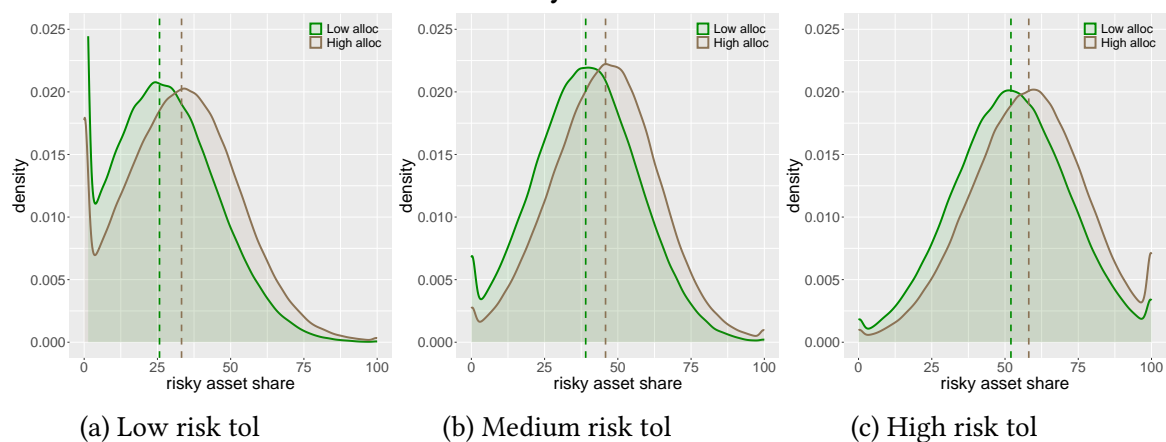 0.025
0.020
0.015
0.010
0.005
0.000
density
0
25
50
75
100
risky asset share
Low alloc
High alloc
(a) Low risk tol
0.025
0.020
0.015
0.010
0.005
0.000
density
0
25
50
75
100
risky asset share
Low alloc
High alloc
(b) Medium risk tol
0.025
0.020
0.015
0.010
0.005
0.000
density
0
25
50
75
100
risky asset share
Low alloc
High alloc
(c) High risk tol